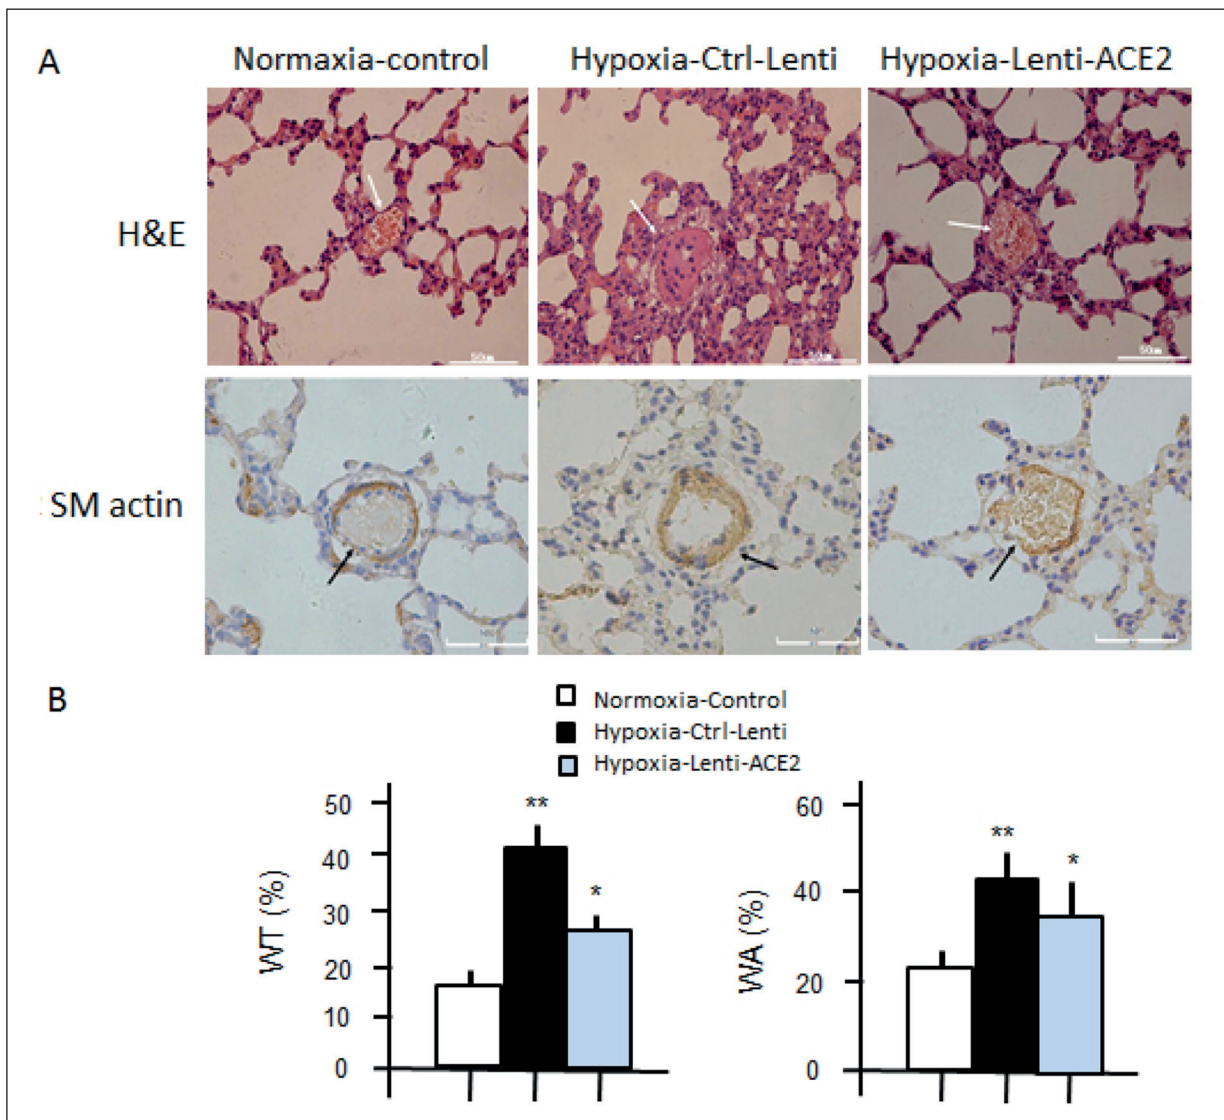 A
Normaxia-control
Hypoxia-Ctrl-Lenti
Hypoxia-Lenti-ACE2
H&E
SM actin
B
Normoxia-Control
Hypoxia-Ctrl-Lenti
Hypoxia-Lenti-ACE2
WT (%)
50
40
30
20
10
0
**
*
WA (%)
60
40
20
0
**
*